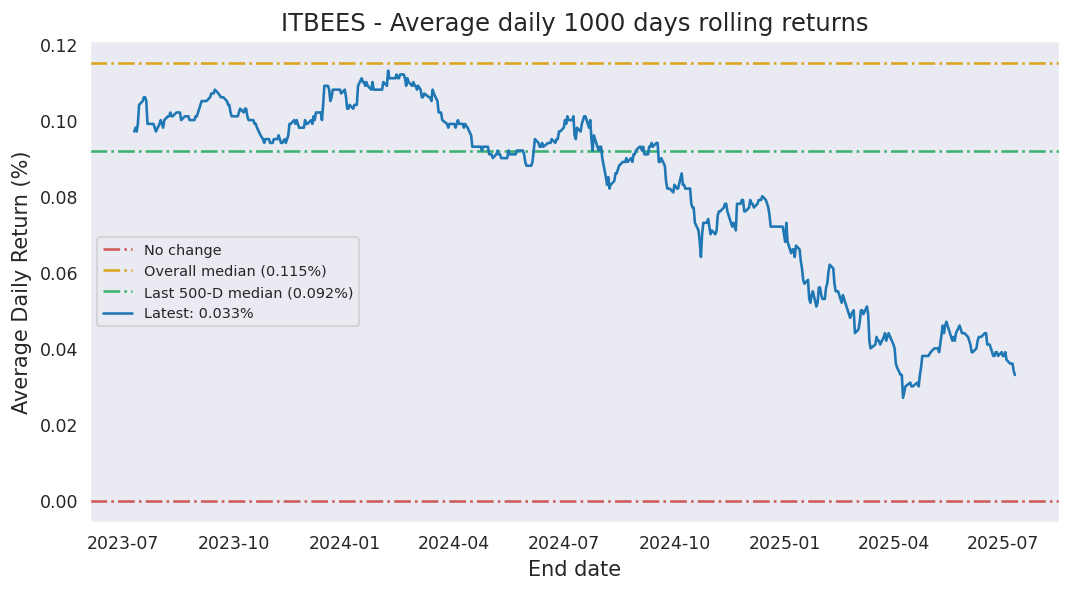 ITBEES - Average daily 1000 days rolling returns
Average Daily Return (%)
0.12
0.10
0.08
0.06
0.04
0.02
0.00
No change
Overall median (0.115%)
Last 500-D median (0.092%)
Latest: 0.033%
2023-07 2023-10 2024-01 2024-04 2024-07 2024-10 2025-01 2025-04 2025-07
End date